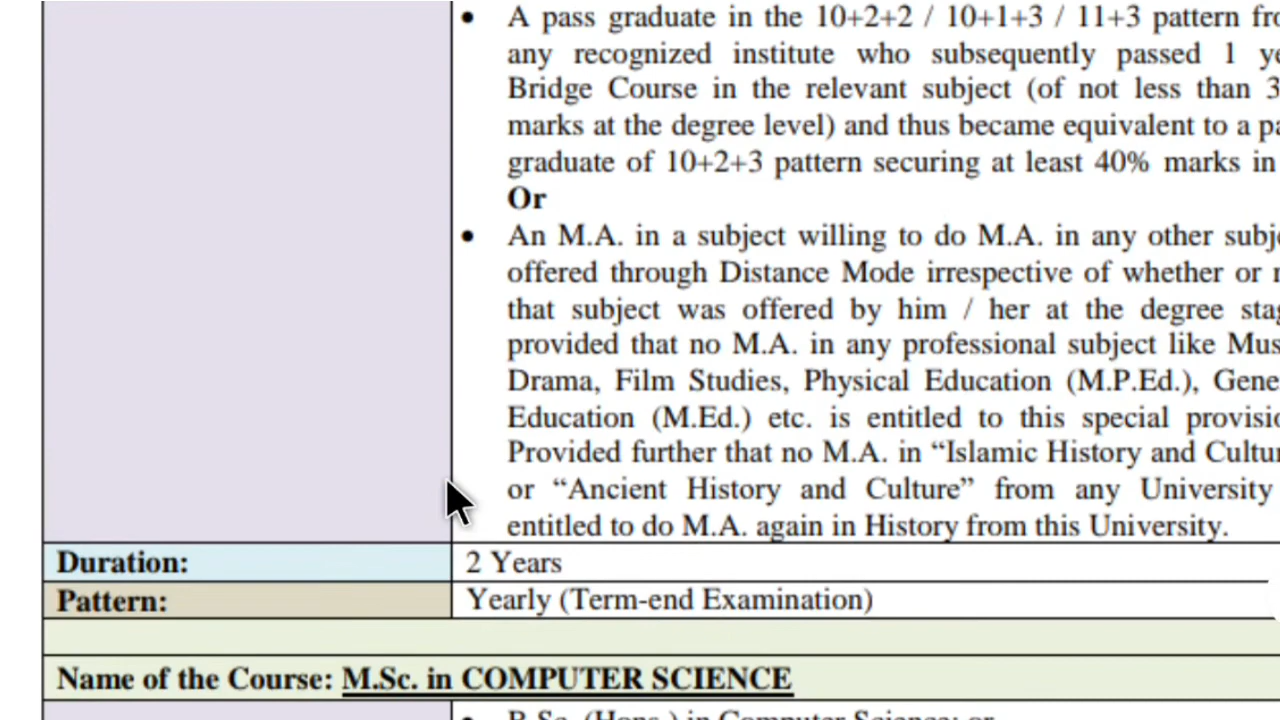 • A pass graduate in the 10+2+2 / 10+1+3 / 11+3 pattern
any recognized institute who subsequently passed 1
Bridge Course in the relevant subject (of not less than
marks at the degree level) and thus became equivalent to a
graduate of 10+2+3 pattern securing at least 40% marks in
Or
• An M.A. in a subject willing to do M.A. in any other
offered through Distance Mode irrespective of whether or
that subject was offered by him / her at the degree
provided that no M.A. in any professional subject like
Drama, Film Studies, Physical Education (M.P.Ed.),
Education (M.Ed.) etc. is entitled to this special
Provided further that no M.A. in “Islamic History and
or “Ancient History and Culture” from any University
entitled to do M.A. again in History from this University.
Duration: 2 Years
Pattern: Yearly (Term-end Examination)
Name of the Course: M.Sc. in COMPUTER SCIENCE
• B.Sc. (Hons.) in Computer Science; or